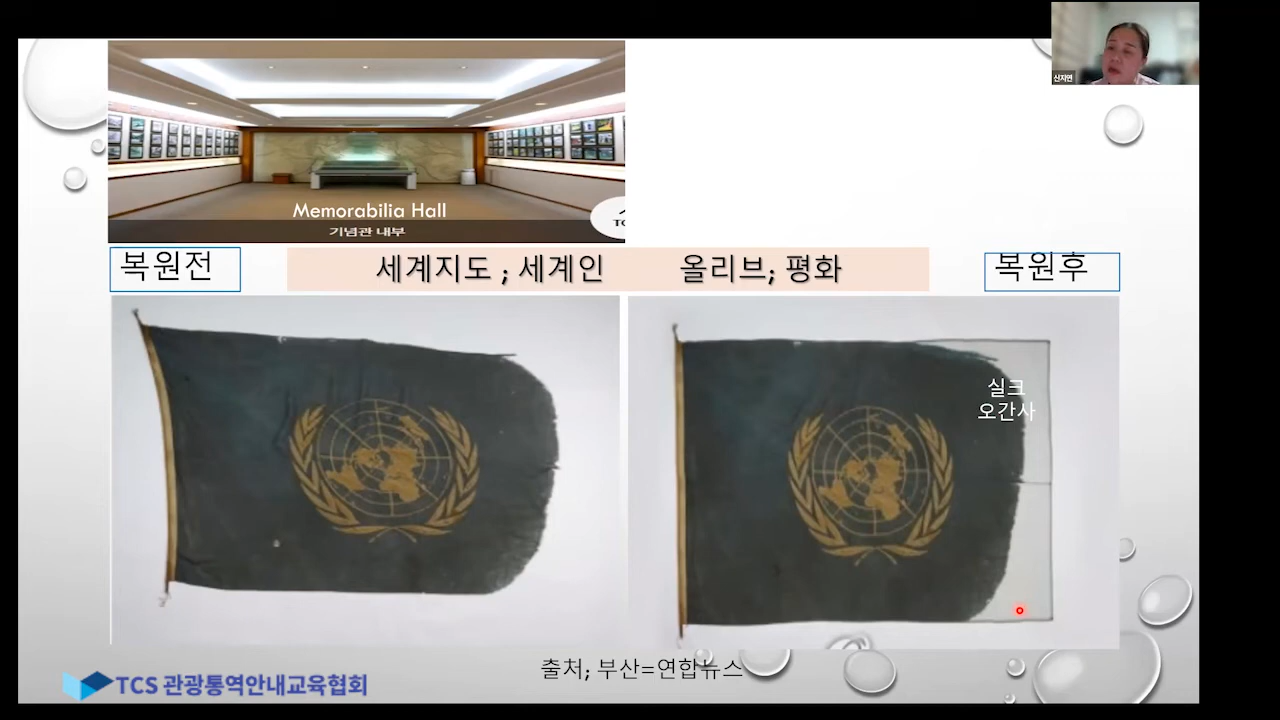 신지연
Memorabilia Hall
기념관 내부
복원전
세계지도 ; 세계인 올리브; 평화
복원후
실크
오간사
출처; 부산=연합뉴스
TCS 관광통역안내교육협회